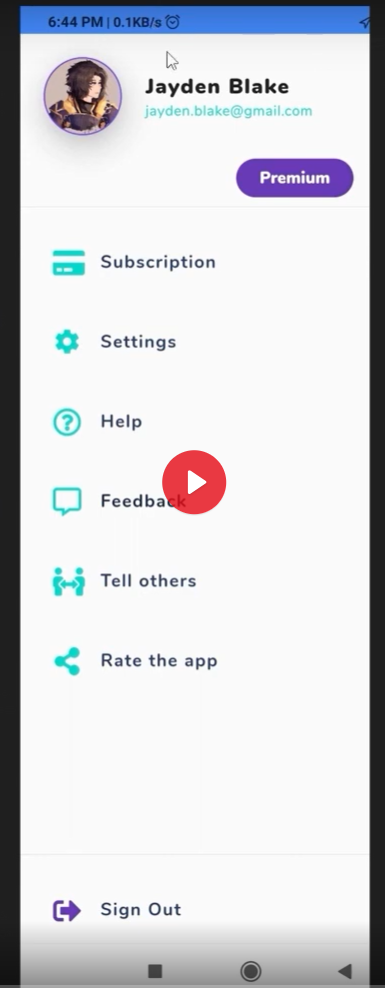 6:44 PM | 0.1KB/s
Jayden Blake
jayden.blake@gmail.com
Premium
Subscription
Settings
Help
Feedback
Tell others
Rate the app
Sign Out